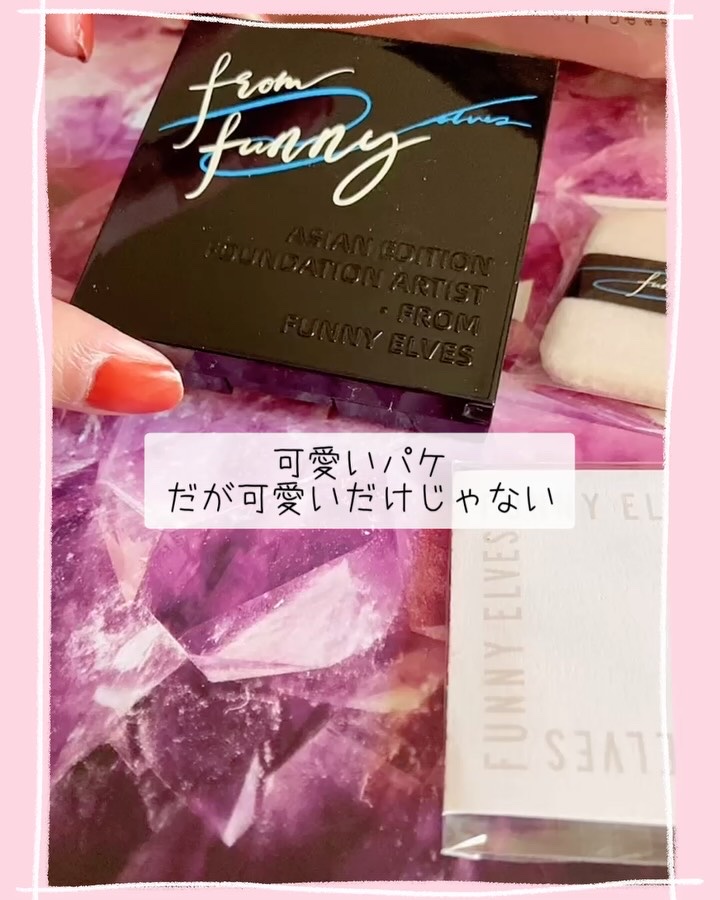 from
funny
elves
ASIAN EDITION
FOUNDATION ARTIST
· FROM
FUNNY ELVES
可愛いパケ
だが可愛いだけじゃない
FUNNY ELVES